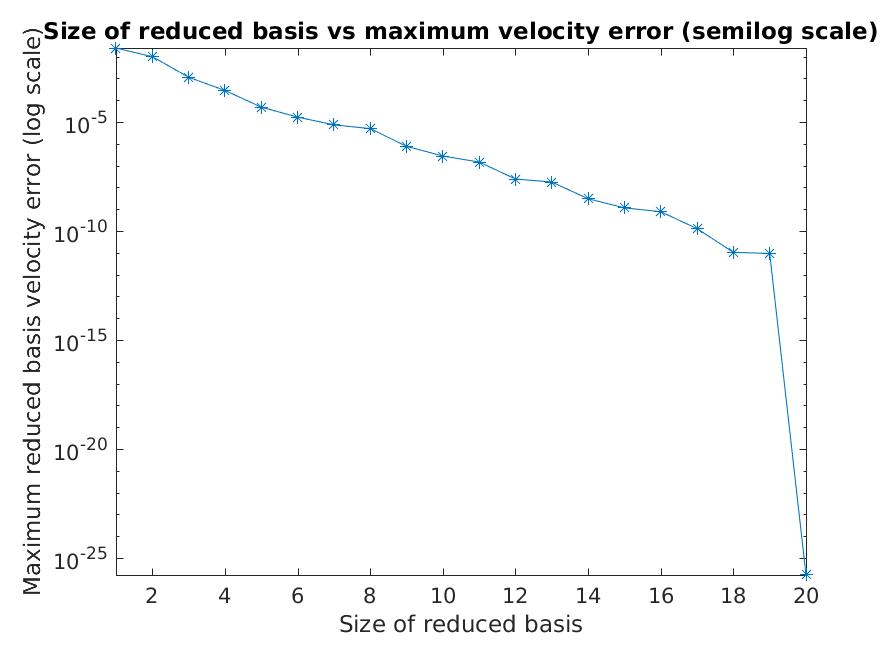 Size of reduced basis vs maximum velocity error (semilog scale)
Maximum reduced basis velocity error (log scale)
10^-5
10^-10
10^-15
10^-20
10^-25
2 4 6 8 10 12 14 16 18 20
Size of reduced basis